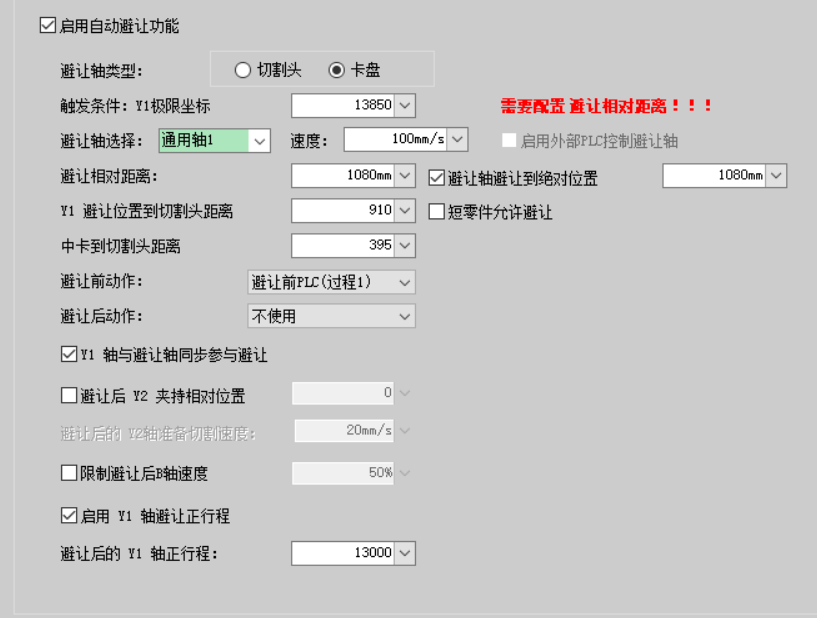 启用自动避让功能
避让轴类型: 切割头 卡盘
触发条件: Y1极限坐标 13850 需要配置 避让相对距离！！！
避让轴选择: 通用轴1 速度: 100mm/s 启用外部PLC控制避让轴
避让相对距离: 1080mm 避让轴避让到绝对位置 1080mm
Y1 避让位置到切割头距离 910 短零件允许避让
中卡到切割头距离 395
避让前动作: 避让前PLC(过程1)
避让后动作: 不使用
Y1 轴与避让轴同步参与避让
避让后 Y2 夹持相对位置 0
避让后的 Y2轴准备切割速度: 20mm/s
限制避让后B轴速度 50%
启用 Y1 轴避让正行程
避让后的 Y1 轴正行程: 13000